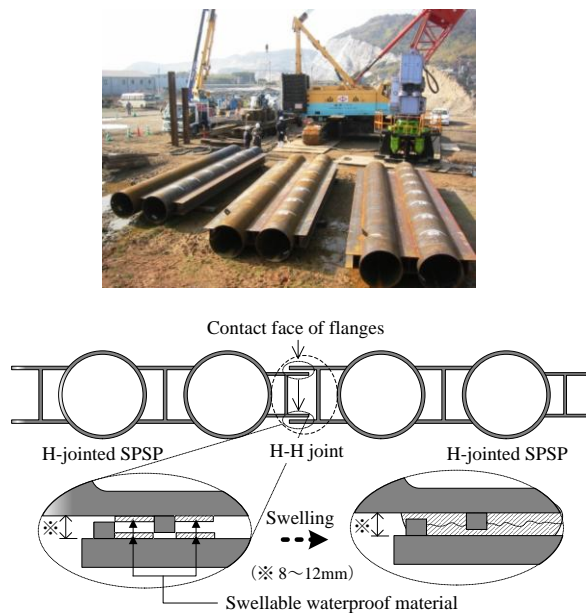 Contact face of flanges
H-jointed SPSP
H-H joint
H-jointed SPSP
※
Swelling
※
(※ 8～12mm)
Swellable waterproof material